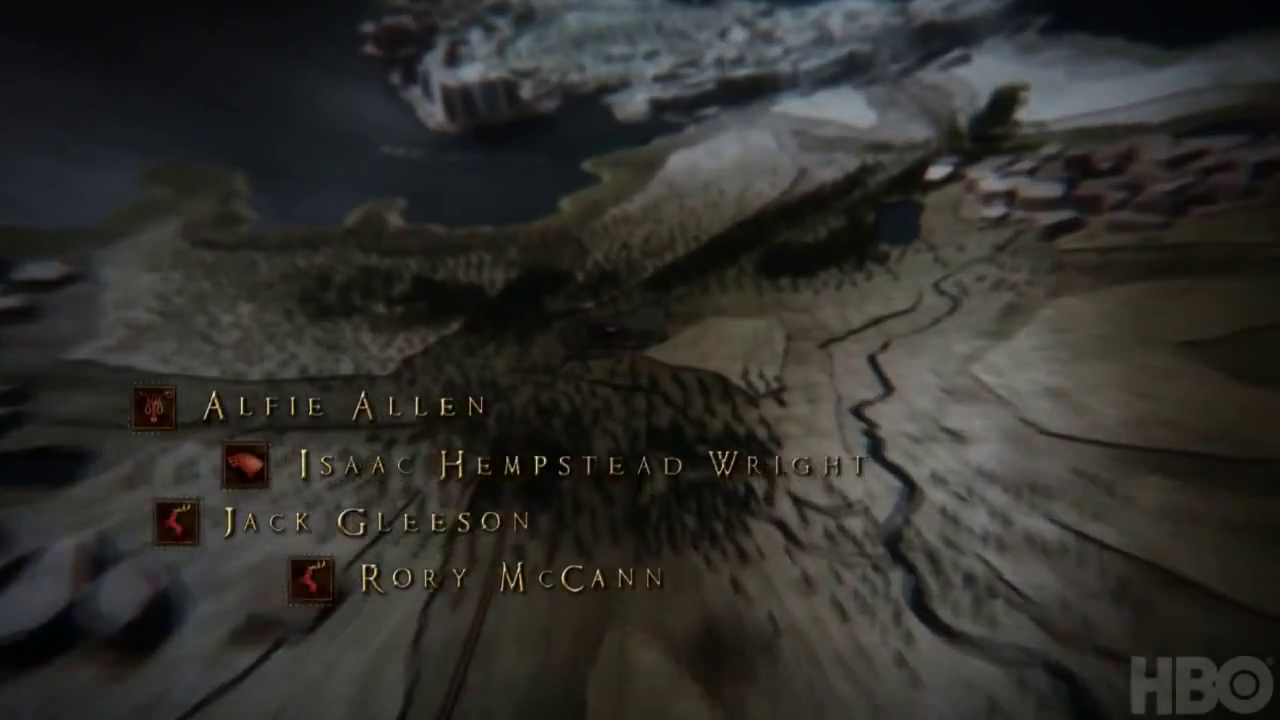 ALFIE ALLEN
ISAAC HEMPSTEAD WRIGHT
JACK GLEESON
RORY MCCANN
HBO